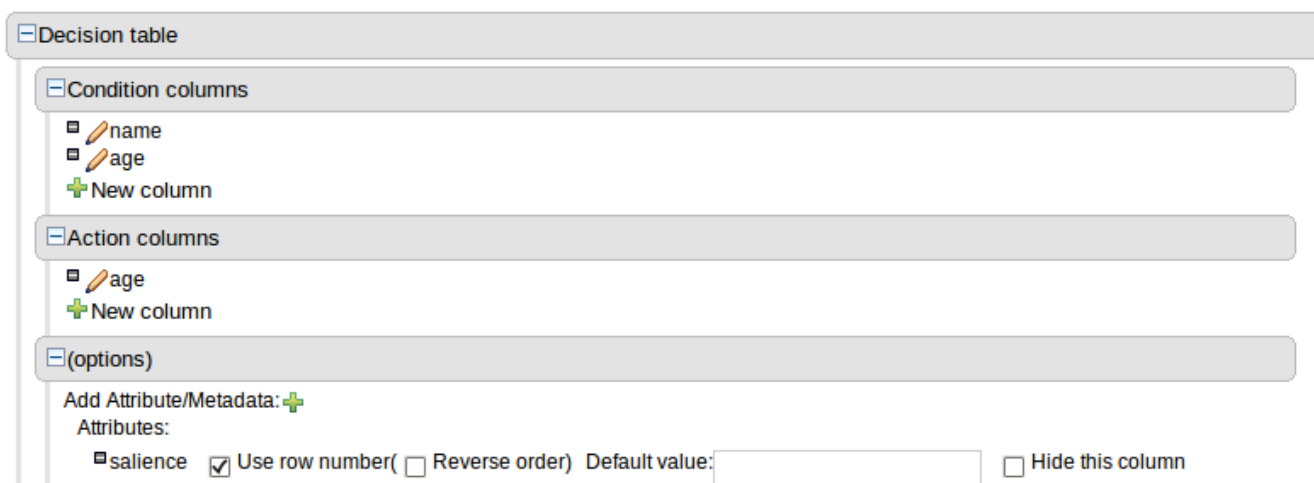 Decision table
Condition columns
name
age
New column
Action columns
age
New column
(options)
Add Attribute/Metadata:
Attributes:
salience Use row number( Reverse order) Default value: Hide this column